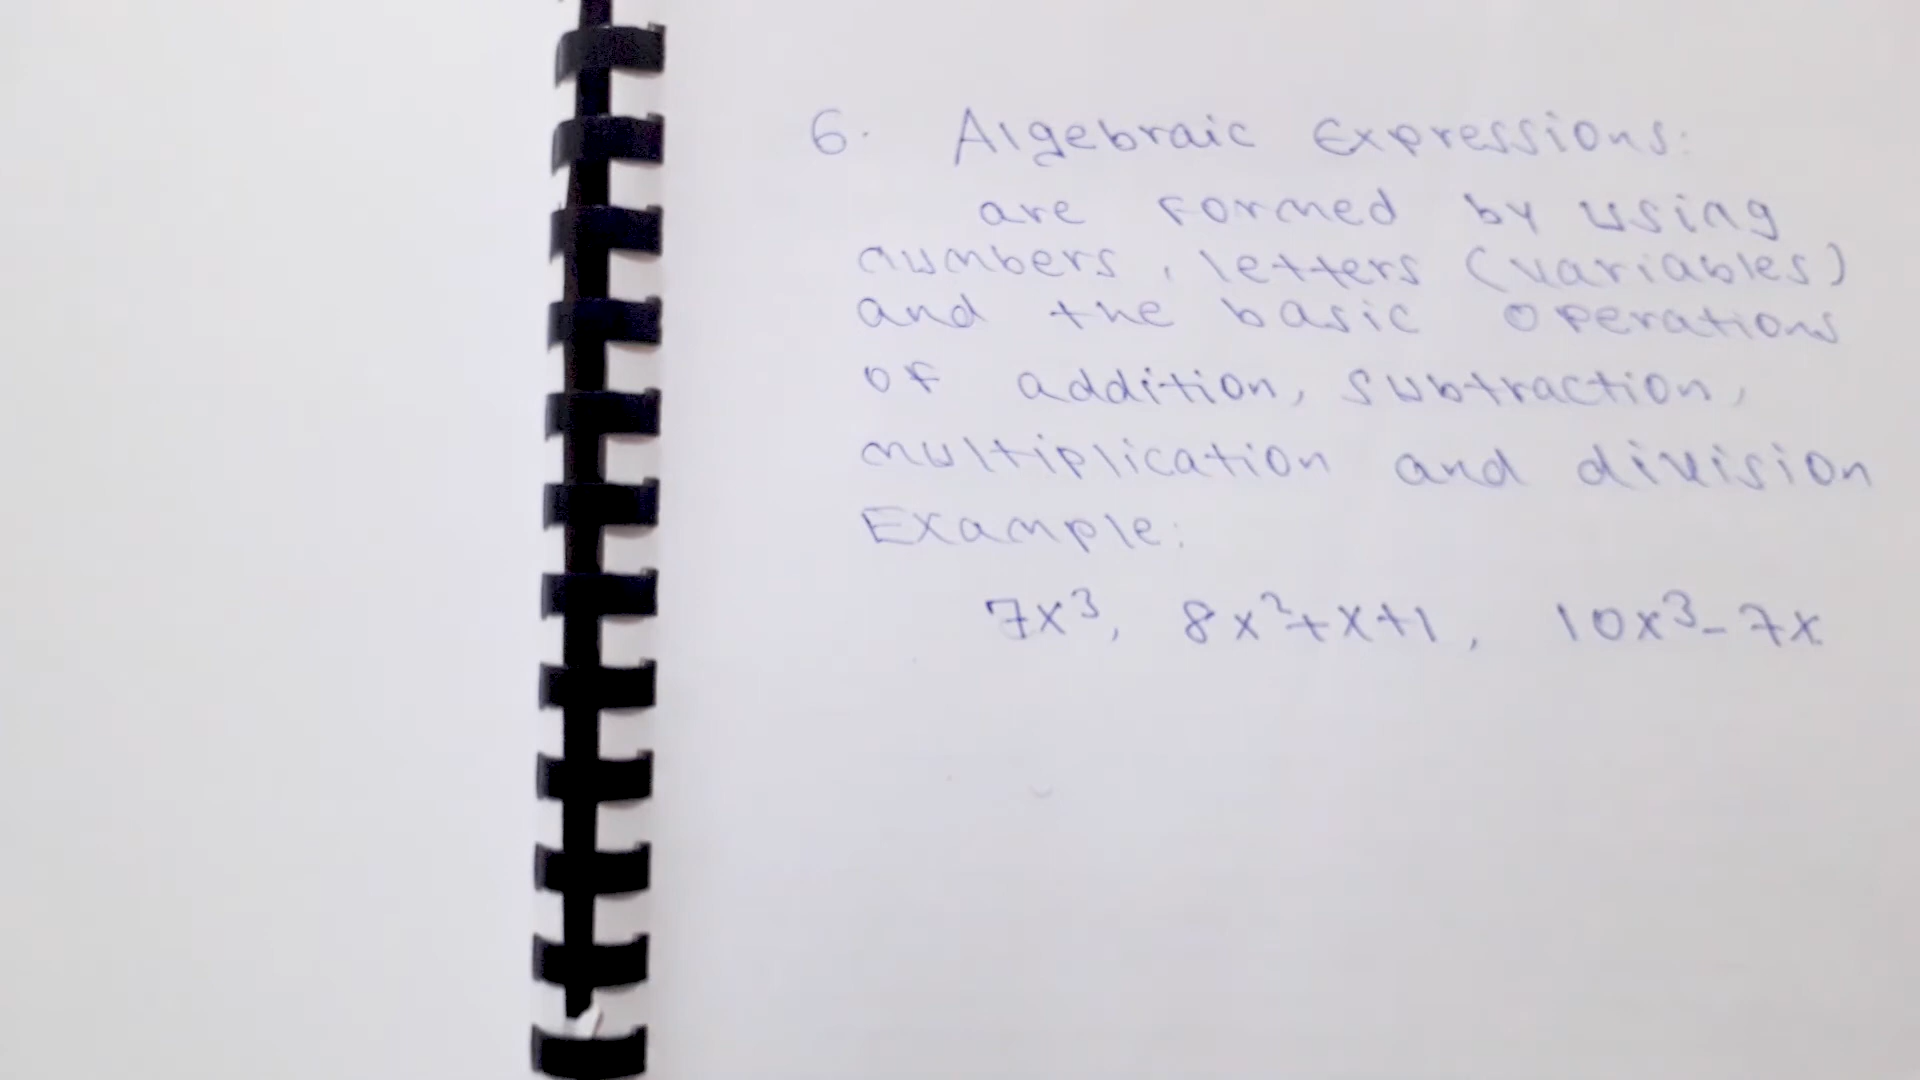 6. Algebraic Expressions:
are formed by using
numbers, letters (variables)
and the basic operations
of addition, subtraction,
multiplication and division
Example:
7x³, 8x²+x+1, 10x³-7x